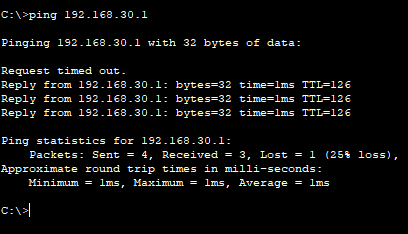 C:\>ping 192.168.30.1
Pinging 192.168.30.1 with 32 bytes of data:
Request timed out.
Reply from 192.168.30.1: bytes=32 time=1ms TTL=126
Reply from 192.168.30.1: bytes=32 time=1ms TTL=126
Reply from 192.168.30.1: bytes=32 time=1ms TTL=126
Ping statistics for 192.168.30.1:
    Packets: Sent = 4, Received = 3, Lost = 1 (25% loss),
Approximate round trip times in milli-seconds:
    Minimum = 1ms, Maximum = 1ms, Average = 1ms
C:\>